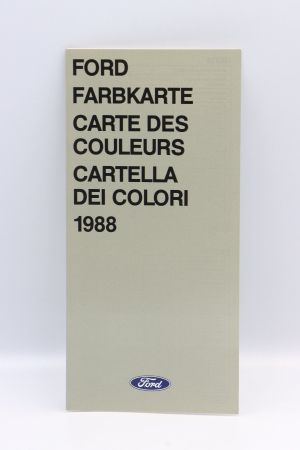 FORD
FARBKARTE
CARTE DES
COULEURS
CARTELLA
DEI COLORI
1988
Ford